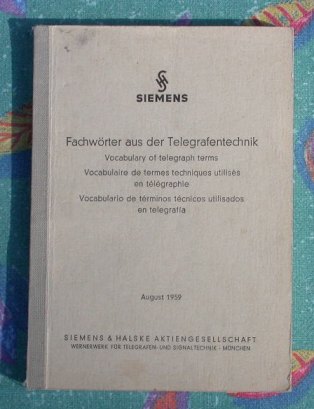 SIEMENS
Fachwörter aus der Telegrafentechnik
Vocabulary of telegraph terms
Vocabulaire de termes techniques utilisés
en télégraphie
Vocabulario de términos técnicos utilisados
en telegrafía
August 1959
SIEMENS & HALSKE AKTIENGESELLSCHAFT
WERNERWERK FÜR TELEGRAFEN- UND SIGNALTECHNIK · MÜNCHEN